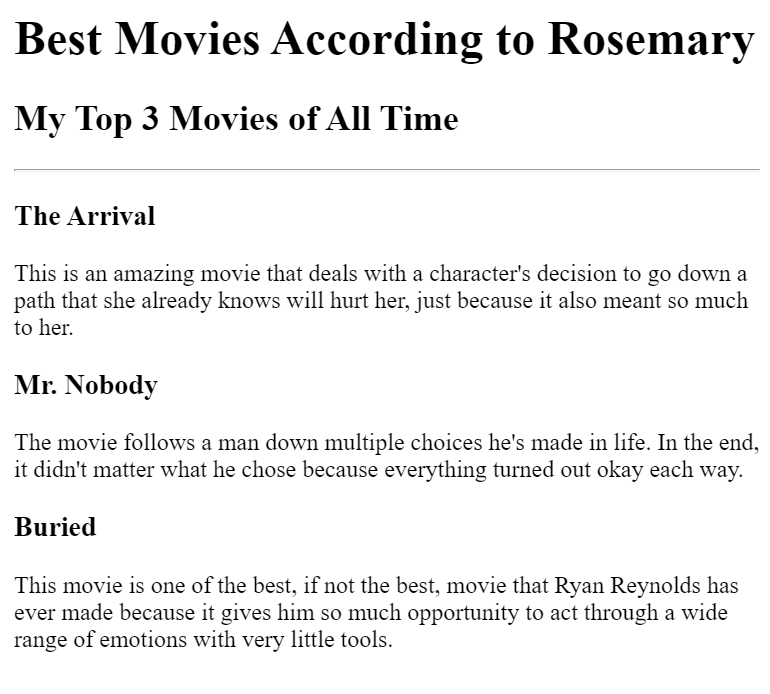 Best Movies According to Rosemary
My Top 3 Movies of All Time
The Arrival
This is an amazing movie that deals with a character's decision to go down a
path that she already knows will hurt her, just because it also meant so much
to her.
Mr. Nobody
The movie follows a man down multiple choices he's made in life. In the end,
it didn't matter what he chose because everything turned out okay each way.
Buried
This movie is one of the best, if not the best, movie that Ryan Reynolds has
ever made because it gives him so much opportunity to act through a wide
range of emotions with very little tools.